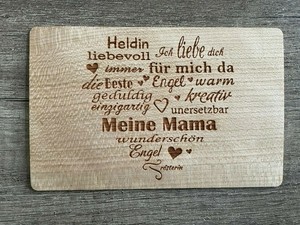 Heldin Ich liebe dich
liebevoll
immer für mich da
die Beste Engel warm
geduldig kreativ
einzigartig unersetzbar
Meine Mama
wunderschön
Engel
Trösterin